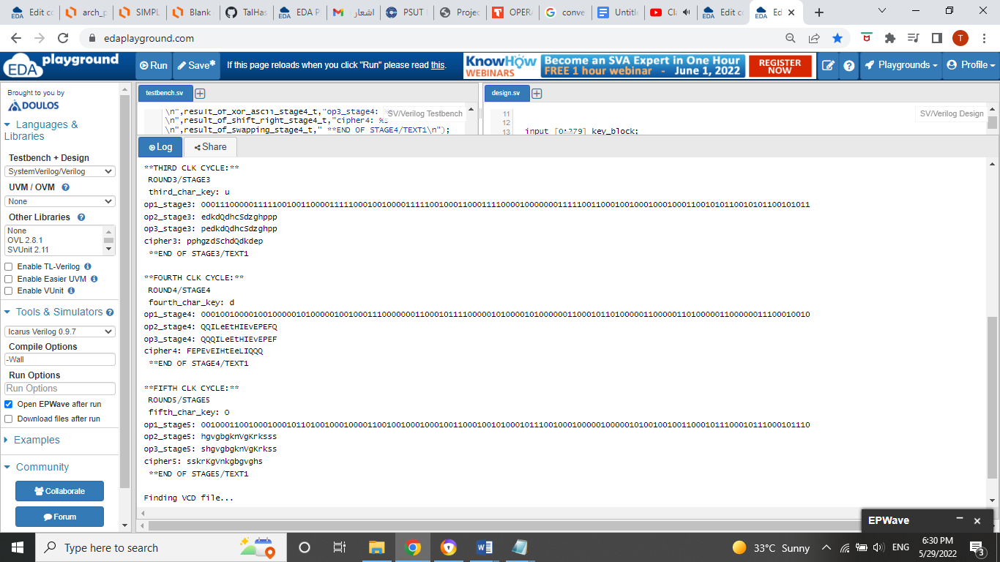 Edit co
arch_p
SIMPL
Blank
TalHas
EDA P
اشعار
PSUT
Projec
OPERA
conve
Untitle
Cla
Edit co
Ed
edaplayground.com
T
EDA playground
Run
Save*
If this page reloads when you click "Run" please read this.
KnowHow WEBINARS
Become an SVA Expert in One Hour
FREE 1 hour webinar - June 1, 2022
REGISTER NOW
Playgrounds
Profile
Brought to you by
DOULOS
Languages & Libraries
Testbench + Design
SystemVerilog/Verilog
UVM / OVM
None
Other Libraries
None
OVL 2.8.1
SVUnit 2.11
Enable TL-Verilog
Enable Easier UVM
Enable VUnit
Tools & Simulators
Icarus Verilog 0.9.7
Compile Options
-Wall
Run Options
Run Options
Open EPWave after run
Download files after run
Examples
Community
Collaborate
Forum
testbench.sv
\n",result_of_xor_ascii_stage4_t,"op3_stage4:
\n",result_of_shift_right_stage4_t,"cipher4: %s
\n",result_of_swapping_stage4_t," **END OF STAGE4/TEXT1\n");
SV/Verilog Testbench
design.sv
11
12
13 input [0:279] key_block;
SV/Verilog Design
Log
Share
**THIRD CLK CYCLE:**
ROUND3/STAGE3
third_char_key: u
op2_stage3: edkdQdhcSdzghppp
op3_stage3: pedkdQdhcSdzghpp
cipher3: pphgzdSchdQdkdep
**END OF STAGE3/TEXT1
**FOURTH CLK CYCLE:**
ROUND4/STAGE4
fourth_char_key: d
op2_stage4: QQILeEtHIEvEPEFQ
op3_stage4: QQQILeEtHIEvEPEF
cipher4: FEPEvEIHtEeLIQQQ
**END OF STAGE4/TEXT1
**FIFTH CLK CYCLE:**
ROUND5/STAGE5
fifth_char_key: O
op2_stage5: hgvgbgknVgKrksss
op3_stage5: shgvgbgknVgKrkss
cipher5: sskrKgVnkgbgvghs
**END OF STAGE5/TEXT1
Finding VCD file...
EPWave
Type here to search
33°C Sunny
ENG
6:30 PM
5/29/2022
3